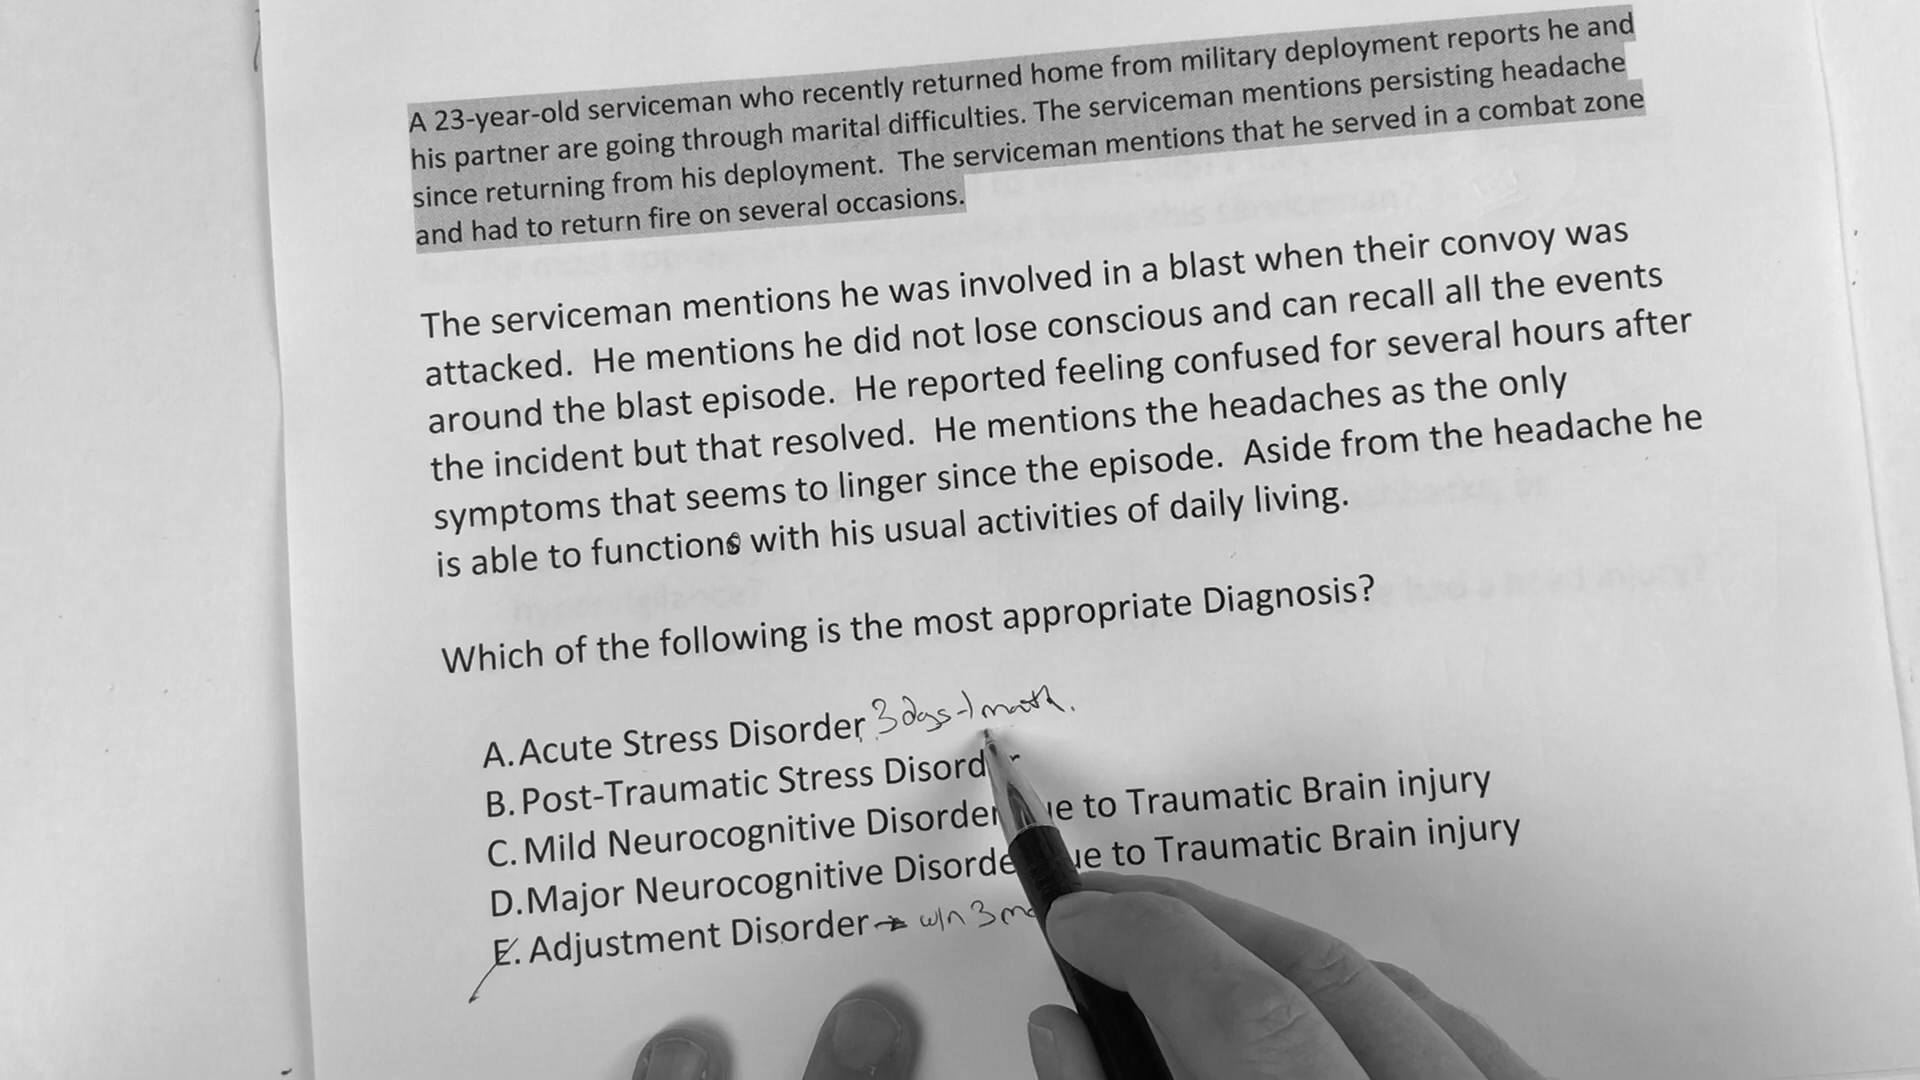 A 23-year-old serviceman who recently returned home from military deployment reports he and
his partner are going through marital difficulties. The serviceman mentions persisting headache
since returning from his deployment. The serviceman mentions that he served in a combat zone
and had to return fire on several occasions.
The serviceman mentions he was involved in a blast when their convoy was
attacked. He mentions he did not lose conscious and can recall all the events
around the blast episode. He reported feeling confused for several hours after
the incident but that resolved. He mentions the headaches as the only
symptoms that seems to linger since the episode. Aside from the headache he
is able to functions with his usual activities of daily living.
Which of the following is the most appropriate Diagnosis?
A. Acute Stress Disorder 3 days-1 month.
B. Post-Traumatic Stress Disord r
C. Mild Neurocognitive Disorder ue to Traumatic Brain injury
D. Major Neurocognitive Disorde ue to Traumatic Brain injury
E. Adjustment Disorder → w/n 3 mo